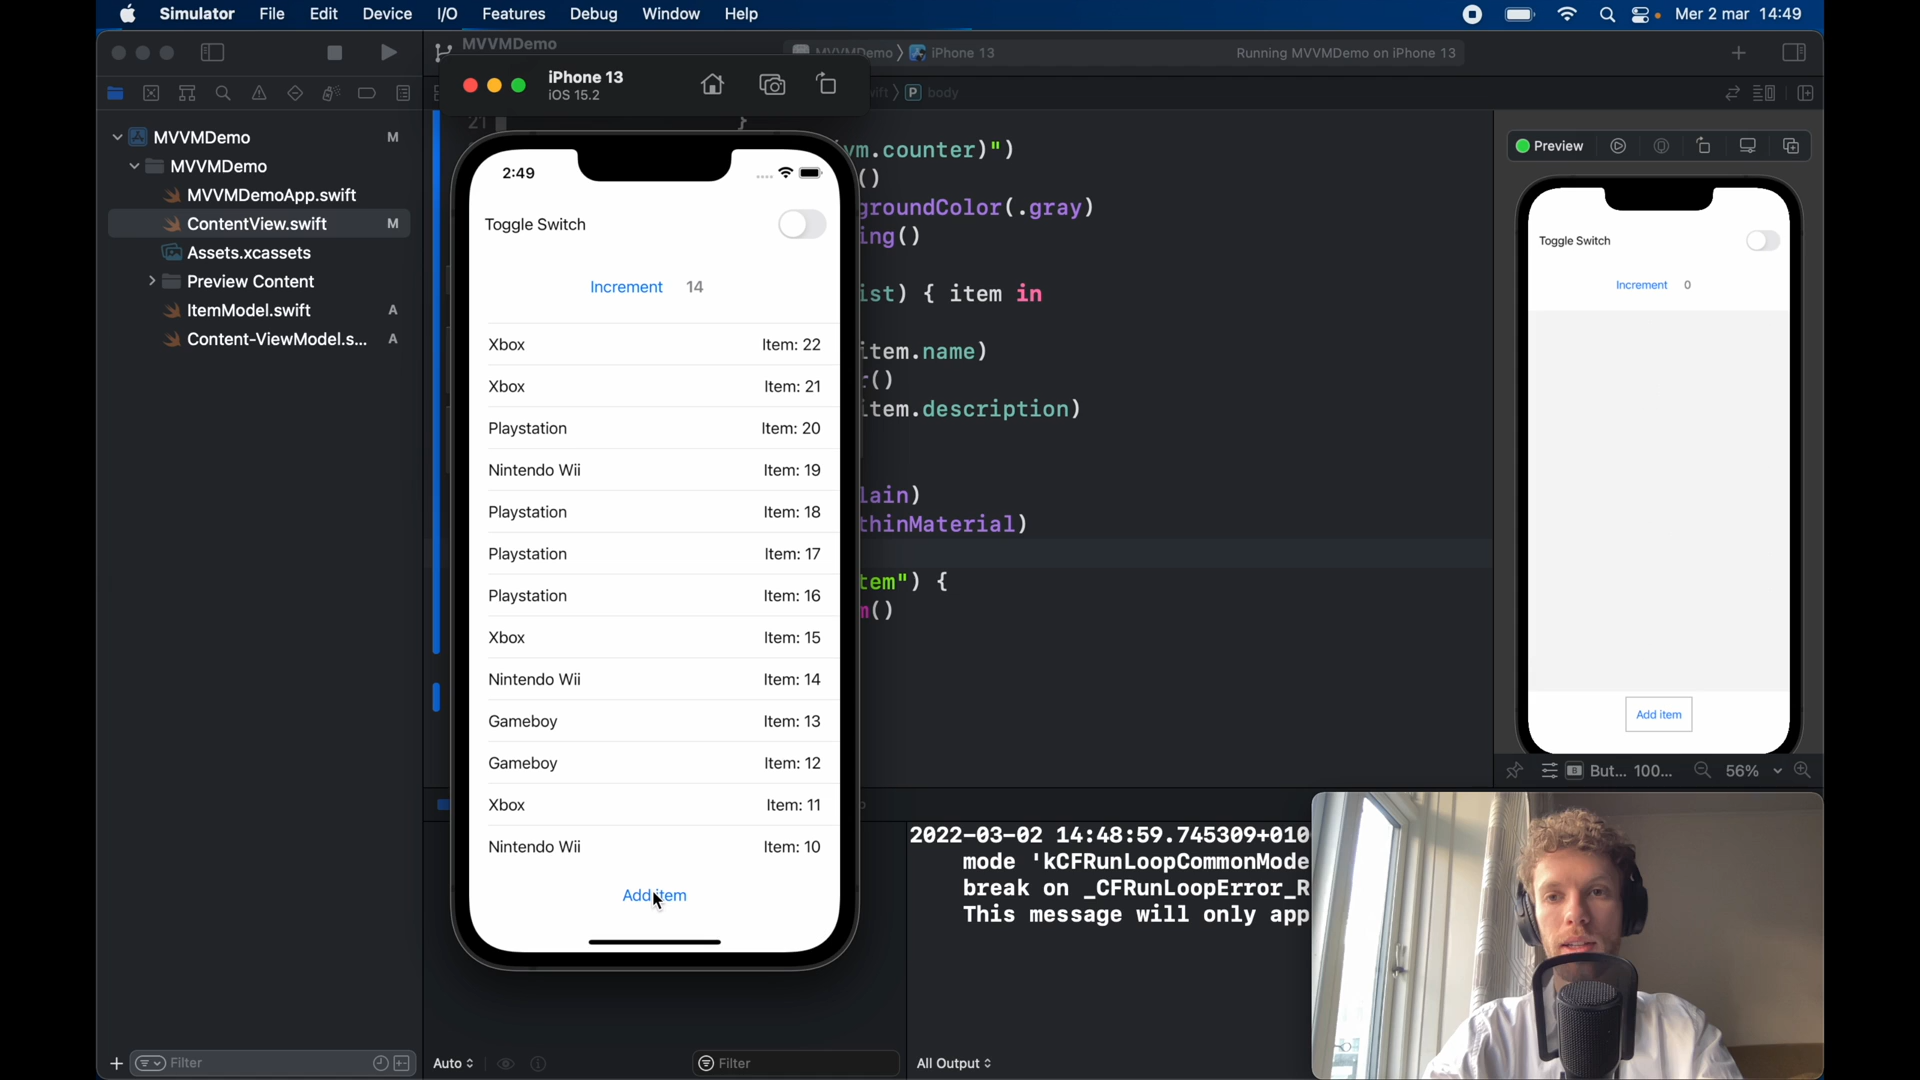 Simulator File Edit Device I/O Features Debug Window Help Mer 2 mar 14:49
MVVMDemo
MVVMDemo iPhone 13 Running MVVMDemo on iPhone 13
iPhone 13
iOS 15.2
body
MVVMDemo M
MVVMDemo
MVVMDemoApp.swift
ContentView.swift M
Assets.xcassets
Preview Content
ItemModel.swift A
Content-ViewModel.s... A
21 }
vm.counter)")
()
groundColor(.gray)
ing()
ist) { item in
item.name)
r()
item.description)
lain)
thinMaterial)
tem") {
m()
2:49
Toggle Switch
Increment 14
Xbox Item: 22
Xbox Item: 21
Playstation Item: 20
Nintendo Wii Item: 19
Playstation Item: 18
Playstation Item: 17
Playstation Item: 16
Xbox Item: 15
Nintendo Wii Item: 14
Gameboy Item: 13
Gameboy Item: 12
Xbox Item: 11
Nintendo Wii Item: 10
Add item
Preview
Toggle Switch
Increment 0
Add item
But... 100... 56%
2022-03-02 14:48:59.745309+010
mode 'kCFRunLoopCommonMode
break on _CFRunLoopError_R
This message will only app
Filter
Auto
Filter
All Output